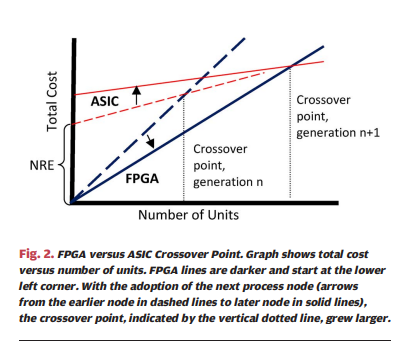 Total Cost
ASIC
NRE
FPGA
Crossover
point,
generation n
Crossover
point,
generation n+1
Number of Units
Fig. 2. FPGA versus ASIC Crossover Point. Graph shows total cost
versus number of units. FPGA lines are darker and start at the lower
left corner. With the adoption of the next process node (arrows
from the earlier node in dashed lines to later node in solid lines),
the crossover point, indicated by the vertical dotted line, grew larger.